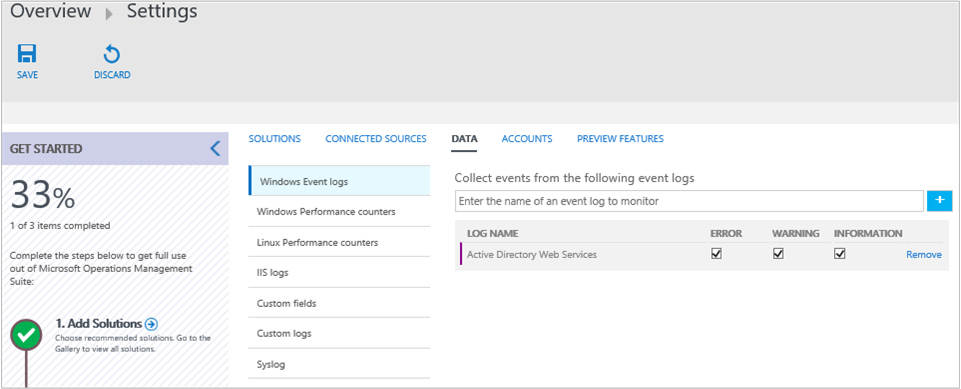 Overview Settings
SAVE DISCARD
GET STARTED
33%
1 of 3 items completed
Complete the steps below to get full use
out of Microsoft Operations Management
Suite:
1. Add Solutions
Choose recommended solutions. Go to the
Gallery to view all solutions.
SOLUTIONS CONNECTED SOURCES DATA ACCOUNTS PREVIEW FEATURES
Windows Event logs
Windows Performance counters
Linux Performance counters
IIS logs
Custom fields
Custom logs
Syslog
Collect events from the following event logs
Enter the name of an event log to monitor +
LOG NAME ERROR WARNING INFORMATION
Active Directory Web Services Remove